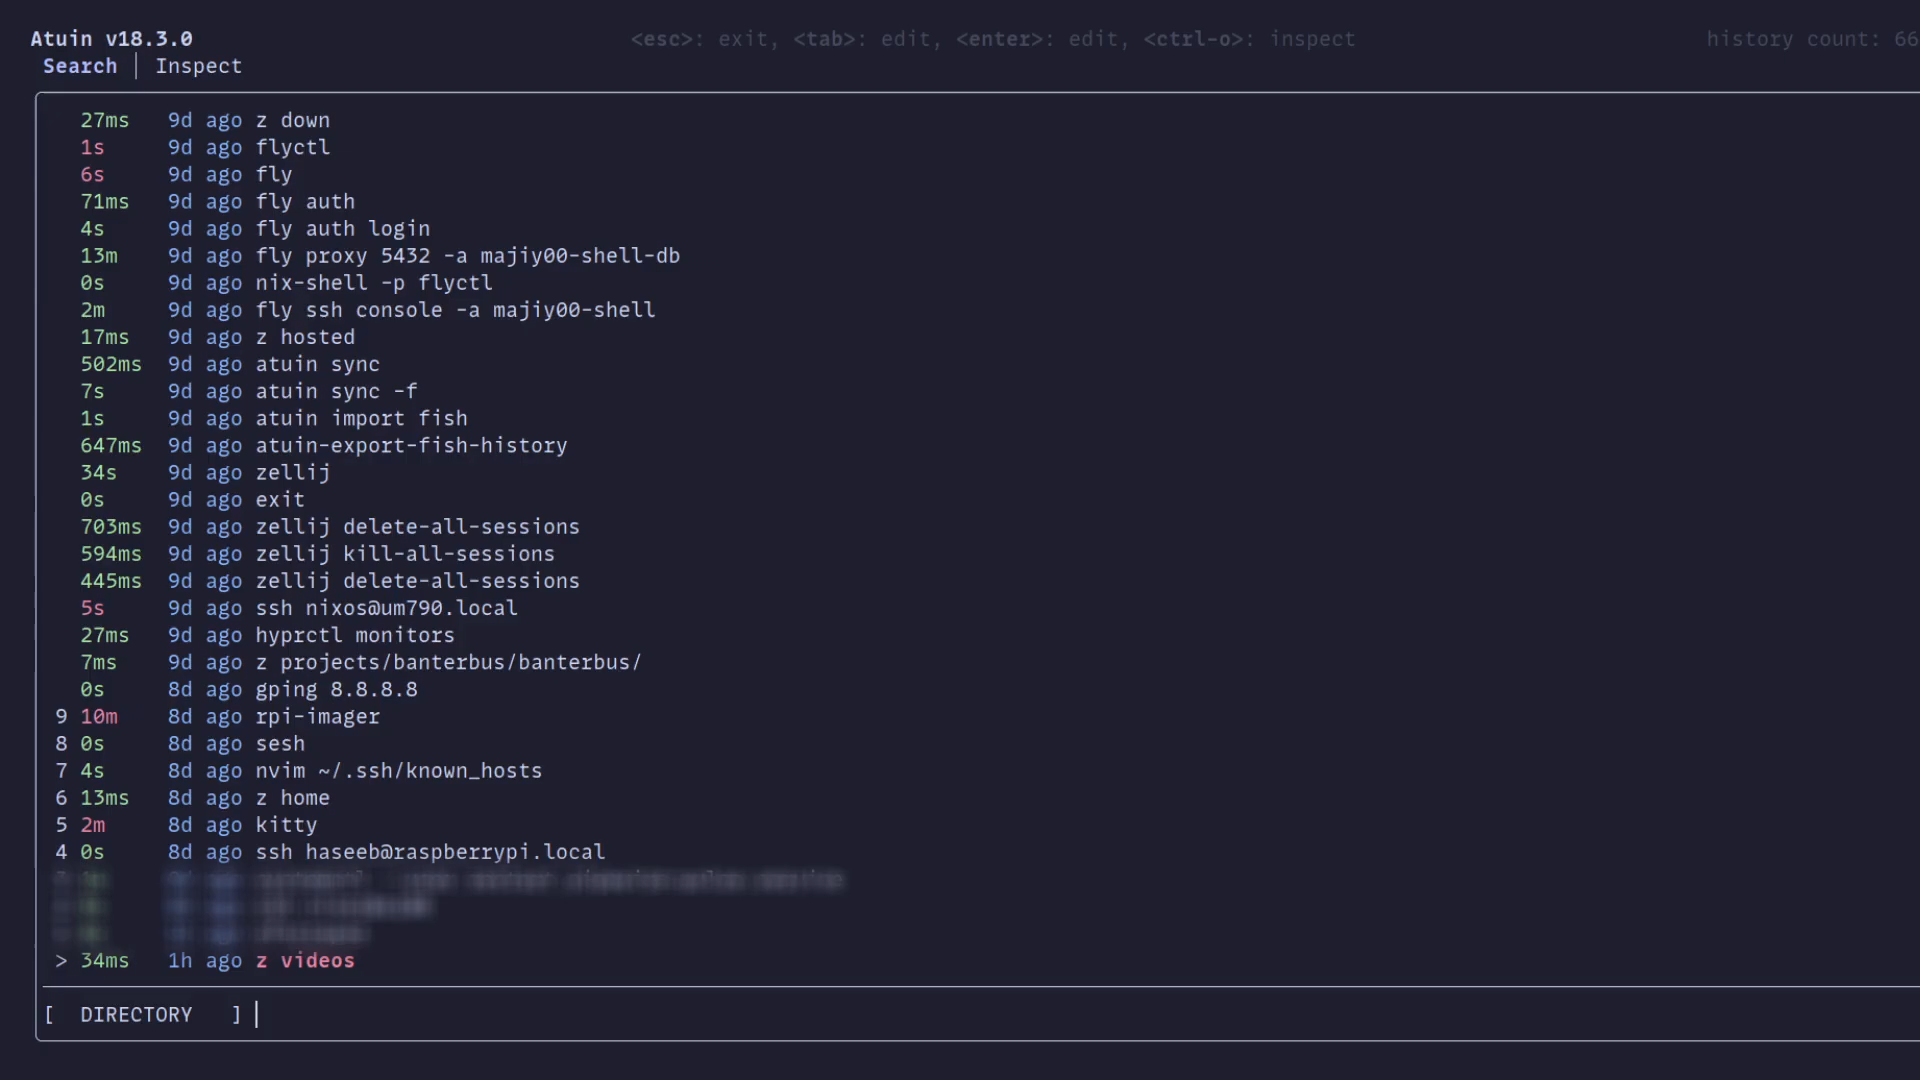 Atuin v18.3.0 <esc>: exit, <tab>: edit, <enter>: edit, <ctrl-o>: inspect history count: 66
Search | Inspect
27ms 9d ago z down
1s 9d ago flyctl
6s 9d ago fly
71ms 9d ago fly auth
4s 9d ago fly auth login
13m 9d ago fly proxy 5432 -a majiy00-shell-db
0s 9d ago nix-shell -p flyctl
2m 9d ago fly ssh console -a majiy00-shell
17ms 9d ago z hosted
502ms 9d ago atuin sync
7s 9d ago atuin sync -f
1s 9d ago atuin import fish
647ms 9d ago atuin-export-fish-history
34s 9d ago zellij
0s 9d ago exit
703ms 9d ago zellij delete-all-sessions
594ms 9d ago zellij kill-all-sessions
445ms 9d ago zellij delete-all-sessions
5s 9d ago ssh nixos@um790.local
27ms 9d ago hyprctl monitors
7ms 9d ago z projects/banterbus/banterbus/
0s 8d ago gping 8.8.8.8
9 10m 8d ago rpi-imager
8 0s 8d ago sesh
7 4s 8d ago nvim ~/.ssh/known_hosts
6 13ms 8d ago z home
5 2m 8d ago kitty
4 0s 8d ago ssh haseeb@raspberrypi.local
> 34ms 1h ago z videos
[ DIRECTORY ]